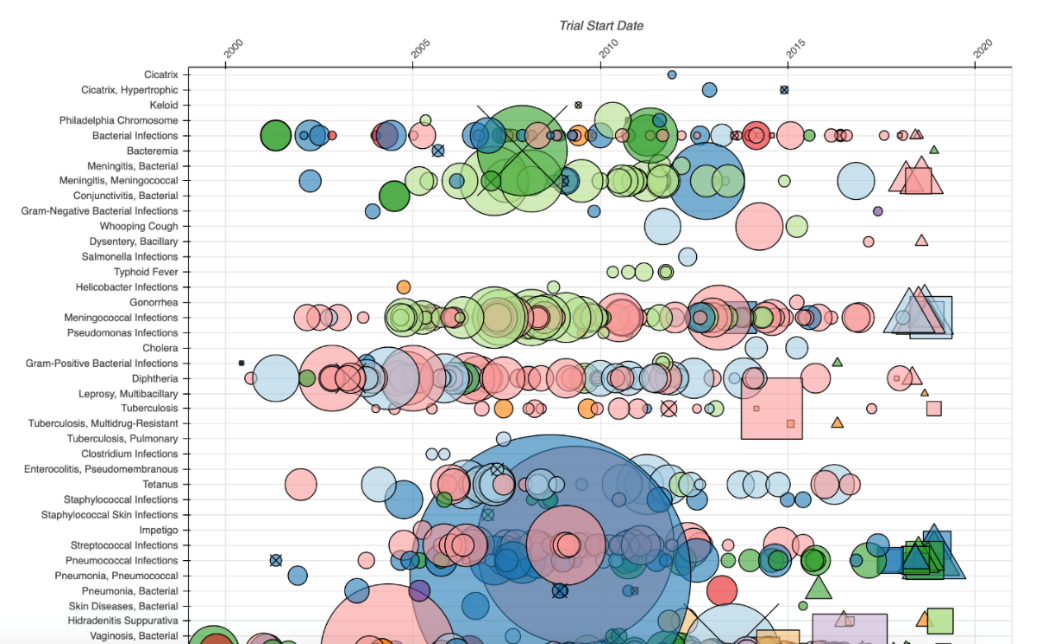 Trial Start Date
2000
2005
2010
2015
2020
Cicatrix
Cicatrix, Hypertrophic
Keloid
Philadelphia Chromosome
Bacterial Infections
Bacteremia
Meningitis, Bacterial
Meningitis, Meningococcal
Conjunctivitis, Bacterial
Gram-Negative Bacterial Infections
Whooping Cough
Dysentery, Bacillary
Salmonella Infections
Typhoid Fever
Helicobacter Infections
Gonorrhea
Meningococcal Infections
Pseudomonas Infections
Cholera
Gram-Positive Bacterial Infections
Diphtheria
Leprosy, Multibacillary
Tuberculosis
Tuberculosis, Multidrug-Resistant
Tuberculosis, Pulmonary
Clostridium Infections
Enterocolitis, Pseudomembranous
Tetanus
Staphylococcal Infections
Staphylococcal Skin Infections
Impetigo
Streptococcal Infections
Pneumococcal Infections
Pneumonia, Pneumococcal
Pneumonia, Bacterial
Skin Diseases, Bacterial
Hidradenitis Suppurativa
Vaginosis, Bacterial